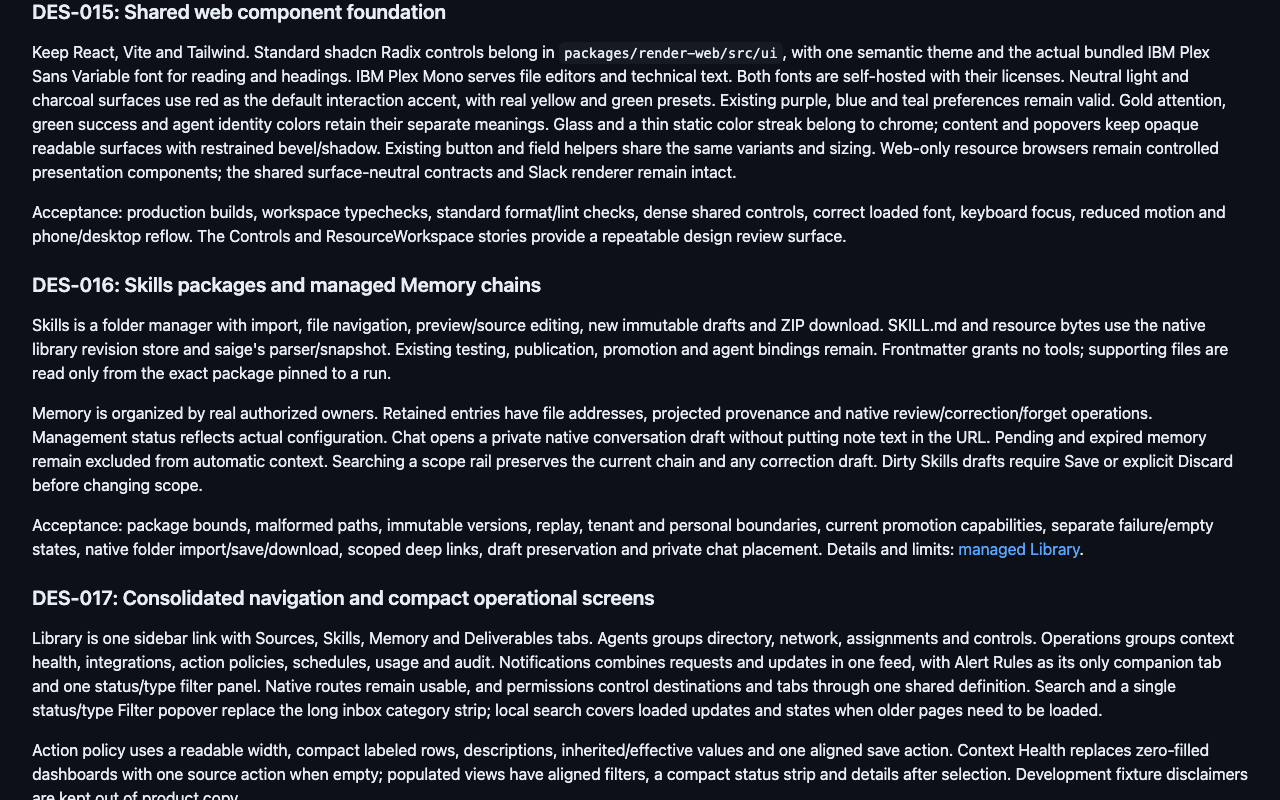 DES-015: Shared web component foundation
Keep React, Vite and Tailwind. Standard shadcn Radix controls belong in packages/render-web/src/ui, with one semantic theme and the actual bundled IBM Plex
Sans Variable font for reading and headings. IBM Plex Mono serves file editors and technical text. Both fonts are self-hosted with their licenses. Neutral light and
charcoal surfaces use red as the default interaction accent, with real yellow and green presets. Existing purple, blue and teal preferences remain valid. Gold attention,
green success and agent identity colors retain their separate meanings. Glass and a thin static color streak belong to chrome; content and popovers keep opaque
readable surfaces with restrained bevel/shadow. Existing button and field helpers share the same variants and sizing. Web-only resource browsers remain controlled
presentation components; the shared surface-neutral contracts and Slack renderer remain intact.
Acceptance: production builds, workspace typechecks, standard format/lint checks, dense shared controls, correct loaded font, keyboard focus, reduced motion and
phone/desktop reflow. The Controls and ResourceWorkspace stories provide a repeatable design review surface.
DES-016: Skills packages and managed Memory chains
Skills is a folder manager with import, file navigation, preview/source editing, new immutable drafts and ZIP download. SKILL.md and resource bytes use the native
library revision store and saige's parser/snapshot. Existing testing, publication, promotion and agent bindings remain. Frontmatter grants no tools; supporting files are
read only from the exact package pinned to a run.
Memory is organized by real authorized owners. Retained entries have file addresses, projected provenance and native review/correction/forget operations.
Management status reflects actual configuration. Chat opens a private native conversation draft without putting note text in the URL. Pending and expired memory
remain excluded from automatic context. Searching a scope rail preserves the current chain and any correction draft. Dirty Skills drafts require Save or explicit Discard
before changing scope.
Acceptance: package bounds, malformed paths, immutable versions, replay, tenant and personal boundaries, current promotion capabilities, separate failure/empty
states, native folder import/save/download, scoped deep links, draft preservation and private chat placement. Details and limits: managed Library.
DES-017: Consolidated navigation and compact operational screens
Library is one sidebar link with Sources, Skills, Memory and Deliverables tabs. Agents groups directory, network, assignments and controls. Operations groups context
health, integrations, action policies, schedules, usage and audit. Notifications combines requests and updates in one feed, with Alert Rules as its only companion tab
and one status/type filter panel. Native routes remain usable, and permissions control destinations and tabs through one shared definition. Search and a single
status/type Filter popover replace the long inbox category strip; local search covers loaded updates and states when older pages need to be loaded.
Action policy uses a readable width, compact labeled rows, descriptions, inherited/effective values and one aligned save action. Context Health replaces zero-filled
dashboards with one source action when empty; populated views have aligned filters, a compact status strip and details after selection. Development fixture disclaimers
are kept out of product copy.